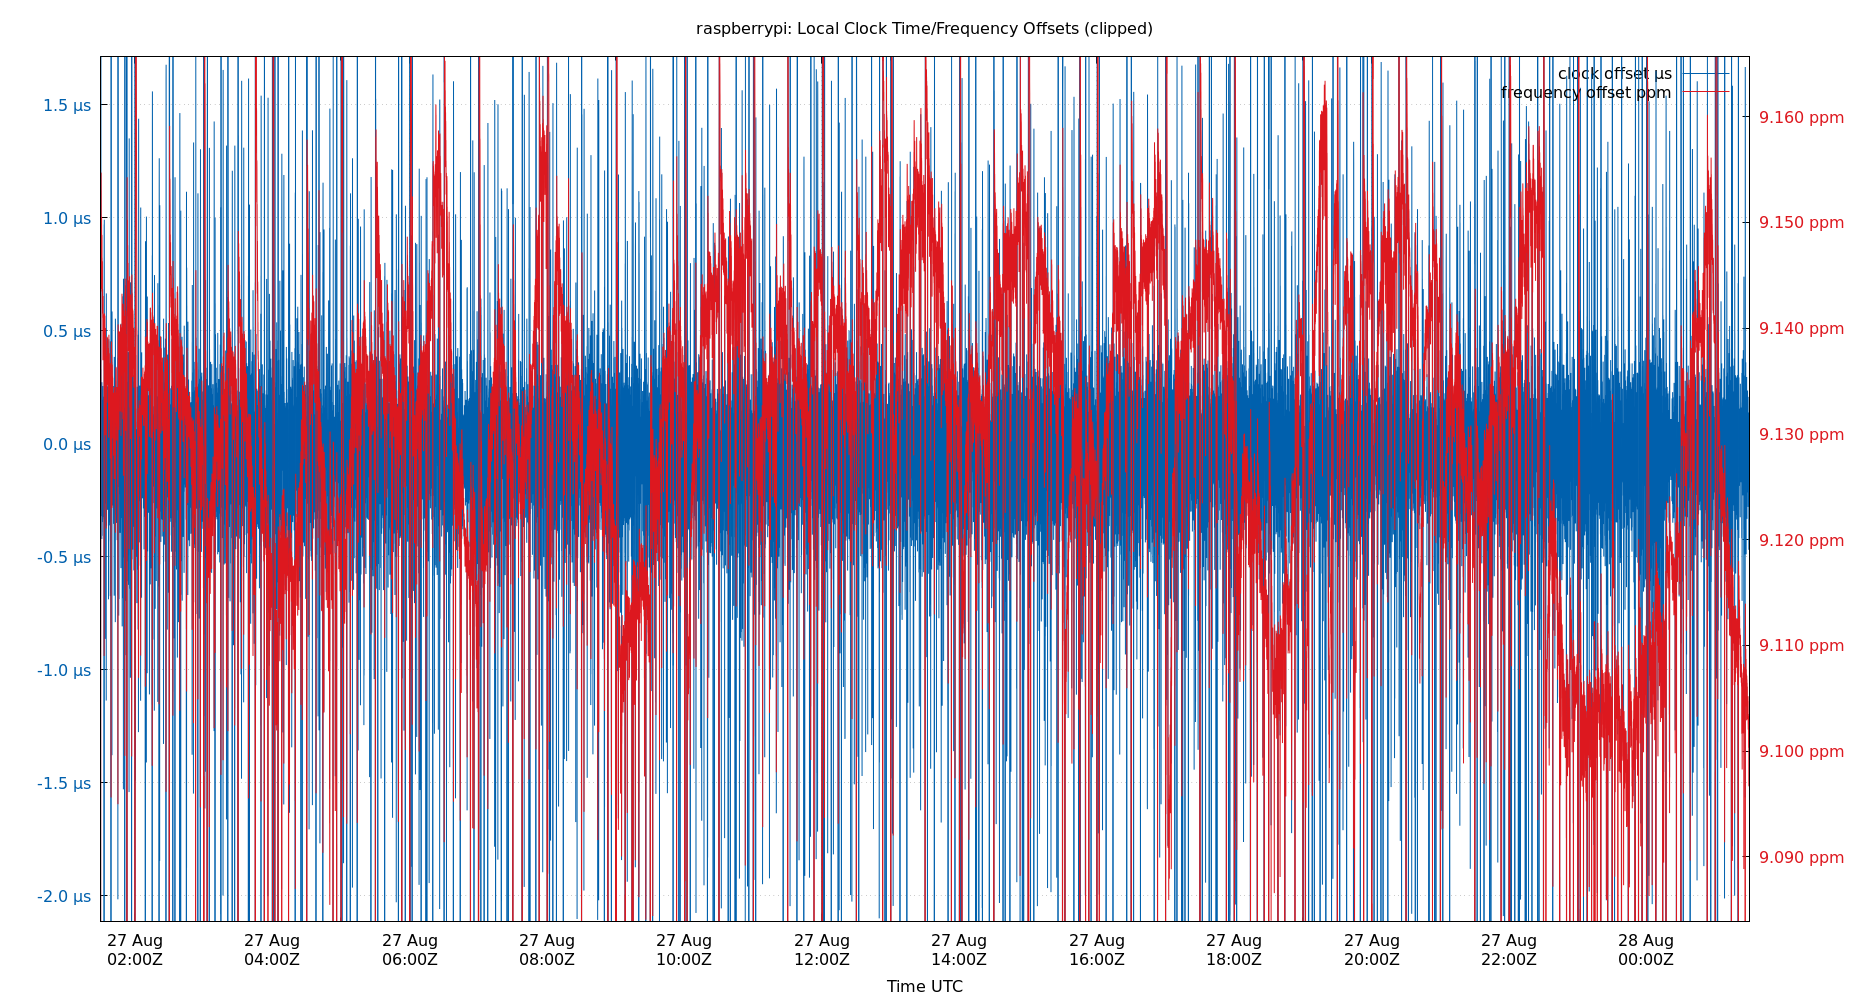 raspberrypi: Local Clock Time/Frequency Offsets (clipped)
clock offset µs
frequency offset ppm
1.5 µs
1.0 µs
0.5 µs
0.0 µs
-0.5 µs
-1.0 µs
-1.5 µs
-2.0 µs
9.160 ppm
9.150 ppm
9.140 ppm
9.130 ppm
9.120 ppm
9.110 ppm
9.100 ppm
9.090 ppm
27 Aug 27 Aug 27 Aug 27 Aug 27 Aug 27 Aug 27 Aug 27 Aug 27 Aug 27 Aug 27 Aug 28 Aug
02:00Z 04:00Z 06:00Z 08:00Z 10:00Z 12:00Z 14:00Z 16:00Z 18:00Z 20:00Z 22:00Z 00:00Z
Time UTC